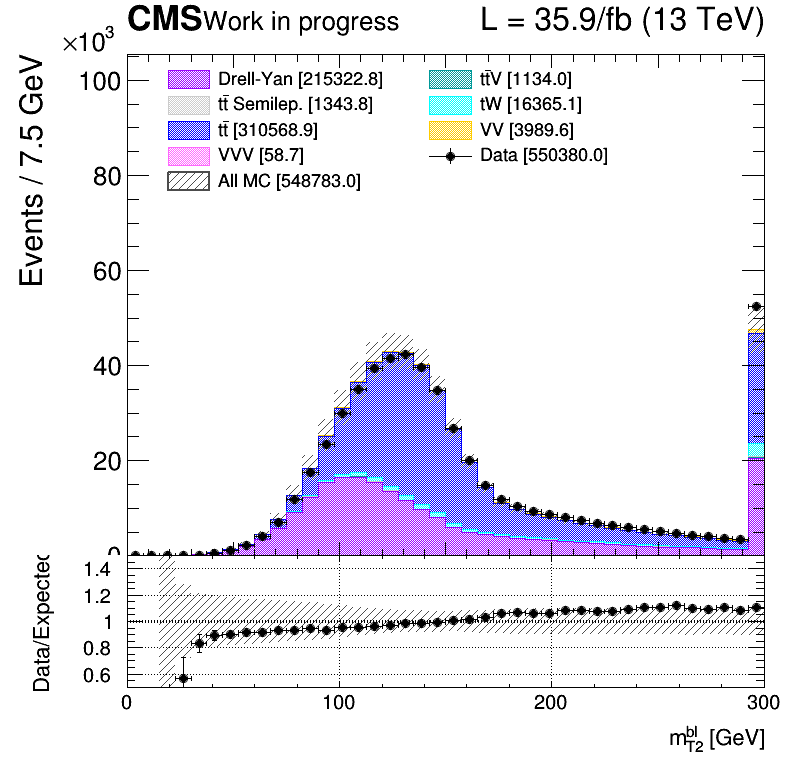 CMS Work in progress L = 35.9/fb (13 TeV)
×10³
Events / 7.5 GeV
100
80
60
40
20
0
Drell-Yan [215322.8]
tt̄ Semilep. [1343.8]
tt̄ [310568.9]
VVV [58.7]
All MC [548783.0]
tt̄V [1134.0]
tW [16365.1]
VV [3989.6]
Data [550380.0]
Data/Expected
1.4
1.2
1
0.8
0.6
0 100 200 300
m_{T2}^{bl} [GeV]